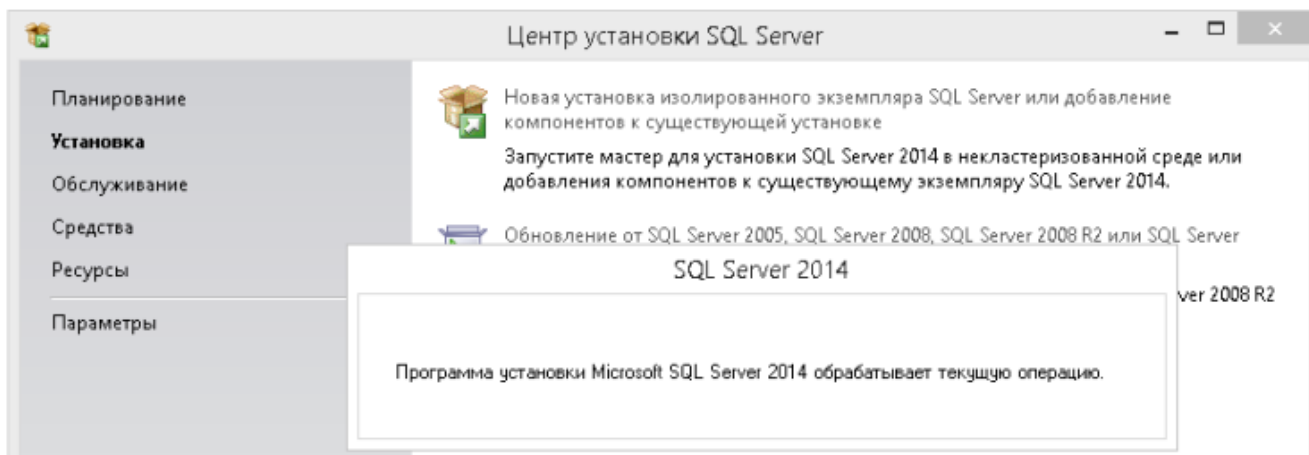 Центр установки SQL Server
Планирование
Установка
Обслуживание
Средства
Ресурсы
Параметры
Новая установка изолированного экземпляра SQL Server или добавление
компонентов к существующей установке
Запустите мастер для установки SQL Server 2014 в некластеризованной среде или
добавления компонентов к существующему экземпляру SQL Server 2014.
Обновление от SQL Server 2005, SQL Server 2008, SQL Server 2008 R2 или SQL Server
2008 R2
SQL Server 2014
Программа установки Microsoft SQL Server 2014 обрабатывает текущую операцию.